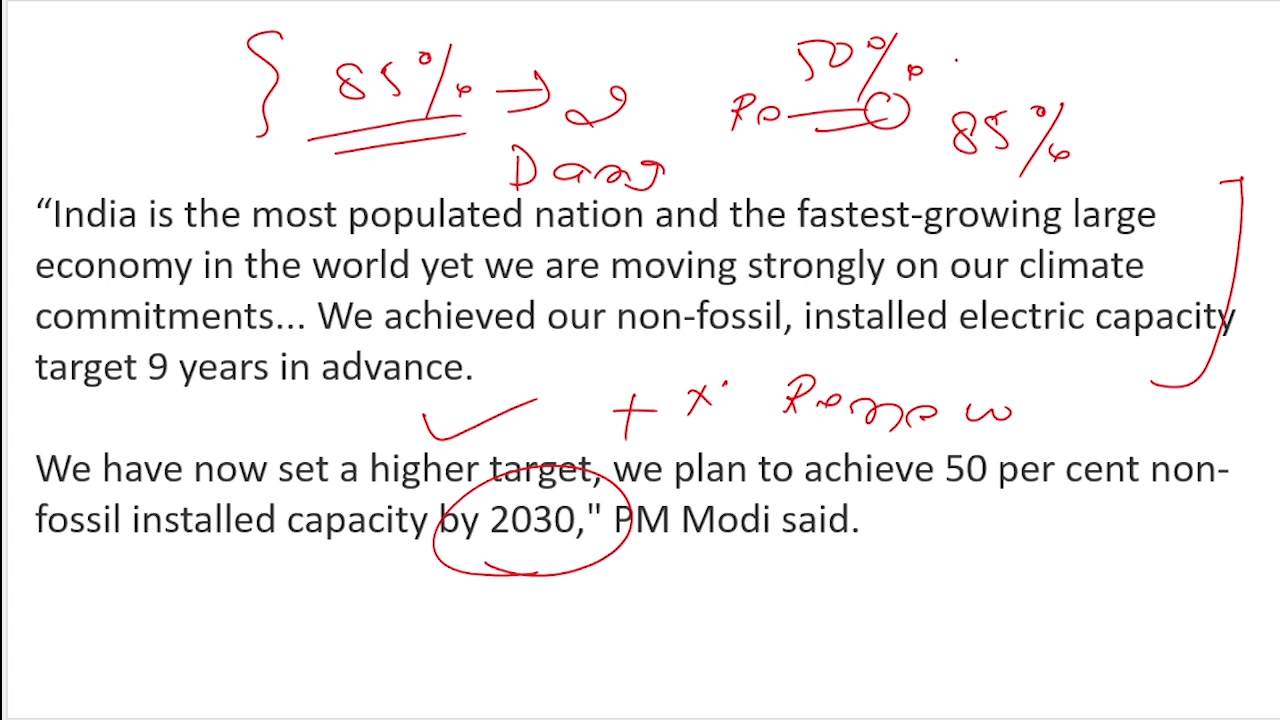 85% 50%
85%
“India is the most populated nation and the fastest-growing large
economy in the world yet we are moving strongly on our climate
commitments... We achieved our non-fossil, installed electric capacity
target 9 years in advance.
We have now set a higher target, we plan to achieve 50 per cent non-
fossil installed capacity by 2030," PM Modi said.